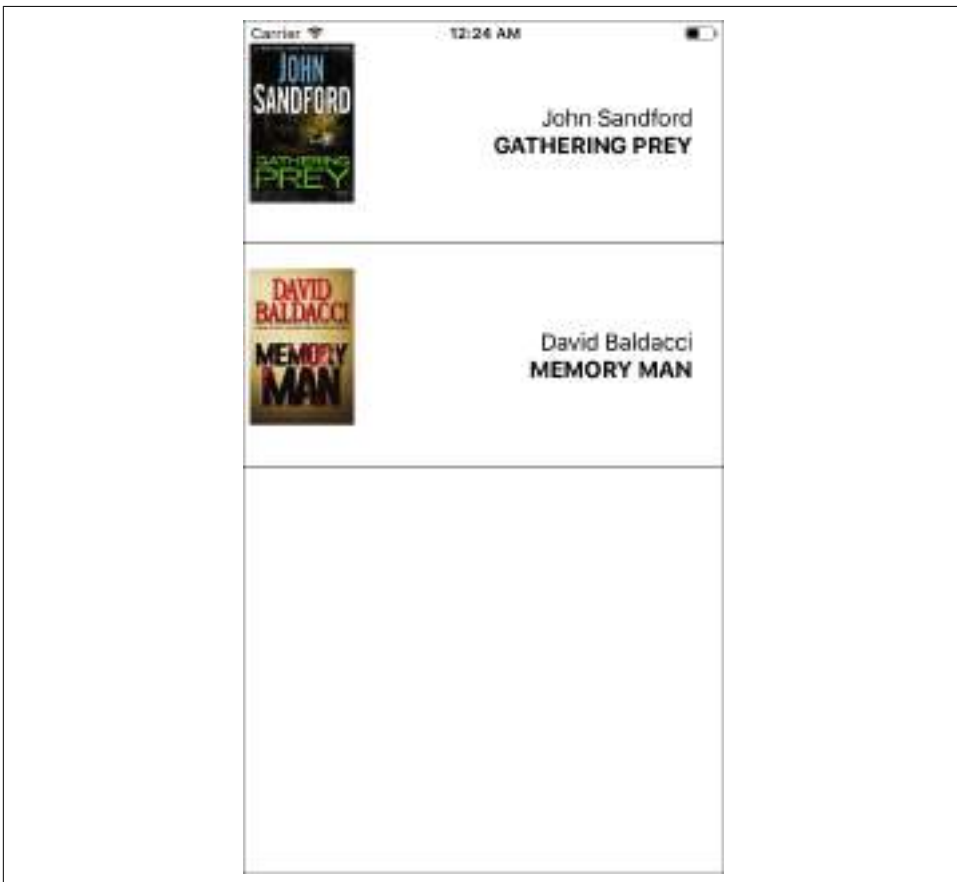 Carrier
12:24 AM
JOHN
SANDFORD
GATHERING
PREY
John Sandford
GATHERING PREY
DAVID
BALDACCI
MEMORY
MAN
David Baldacci
MEMORY MAN